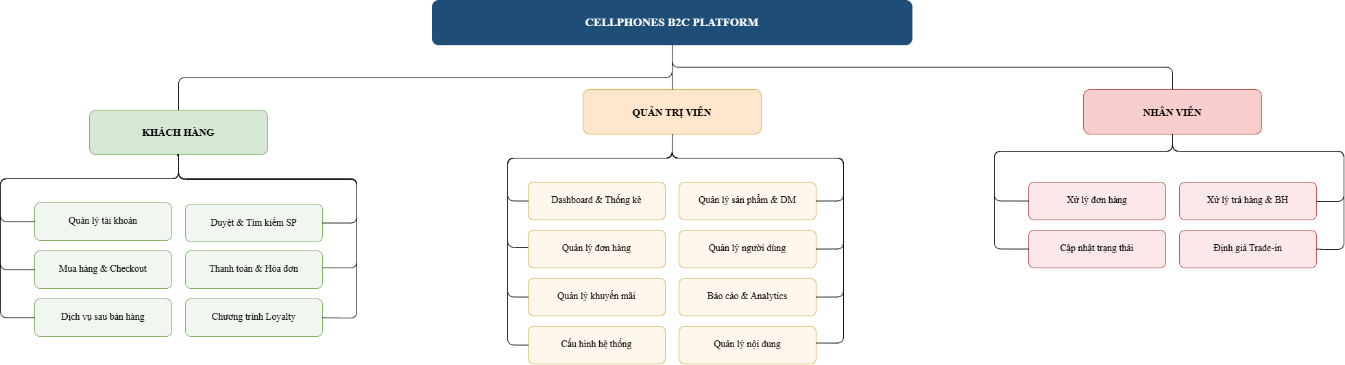 CELLPHONES B2C PLATFORM
KHÁCH HÀNG
QUẢN TRỊ VIÊN
NHÂN VIÊN
Quản lý tài khoản
Duyệt & Tìm kiếm SP
Mua hàng & Checkout
Thanh toán & Hóa đơn
Dịch vụ sau bán hàng
Chương trình Loyalty
Dashboard & Thống kê
Quản lý sản phẩm & DM
Quản lý đơn hàng
Quản lý người dùng
Quản lý khuyến mãi
Báo cáo & Analytics
Cấu hình hệ thống
Quản lý nội dung
Xử lý đơn hàng
Xử lý trả hàng & BH
Cập nhật trạng thái
Định giá Trade-in